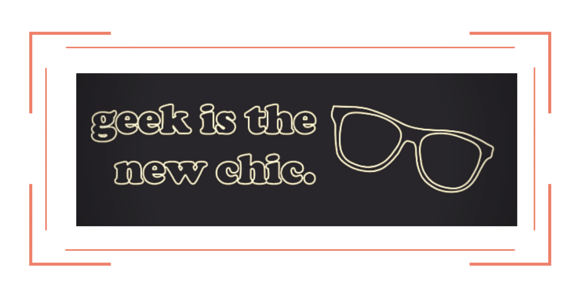 geek is the
new chic.